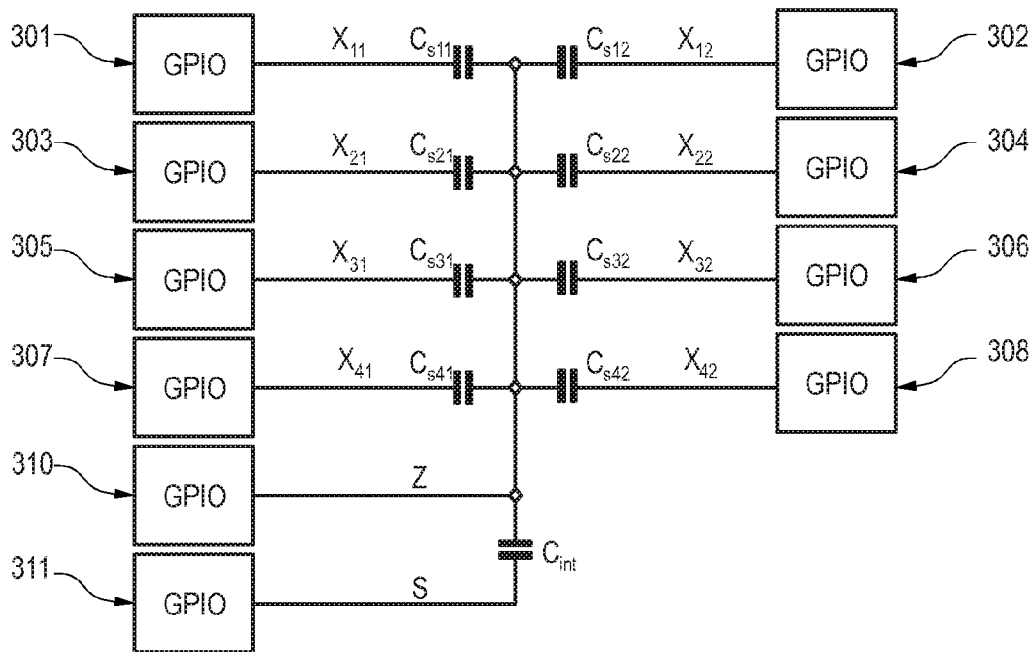 301 GPIO X11 Cs11 Cs12 X12 GPIO 302
303 GPIO X21 Cs21 Cs22 X22 GPIO 304
305 GPIO X31 Cs31 Cs32 X32 GPIO 306
307 GPIO X41 Cs41 Cs42 X42 GPIO 308
310 GPIO Z
Cint
311 GPIO S